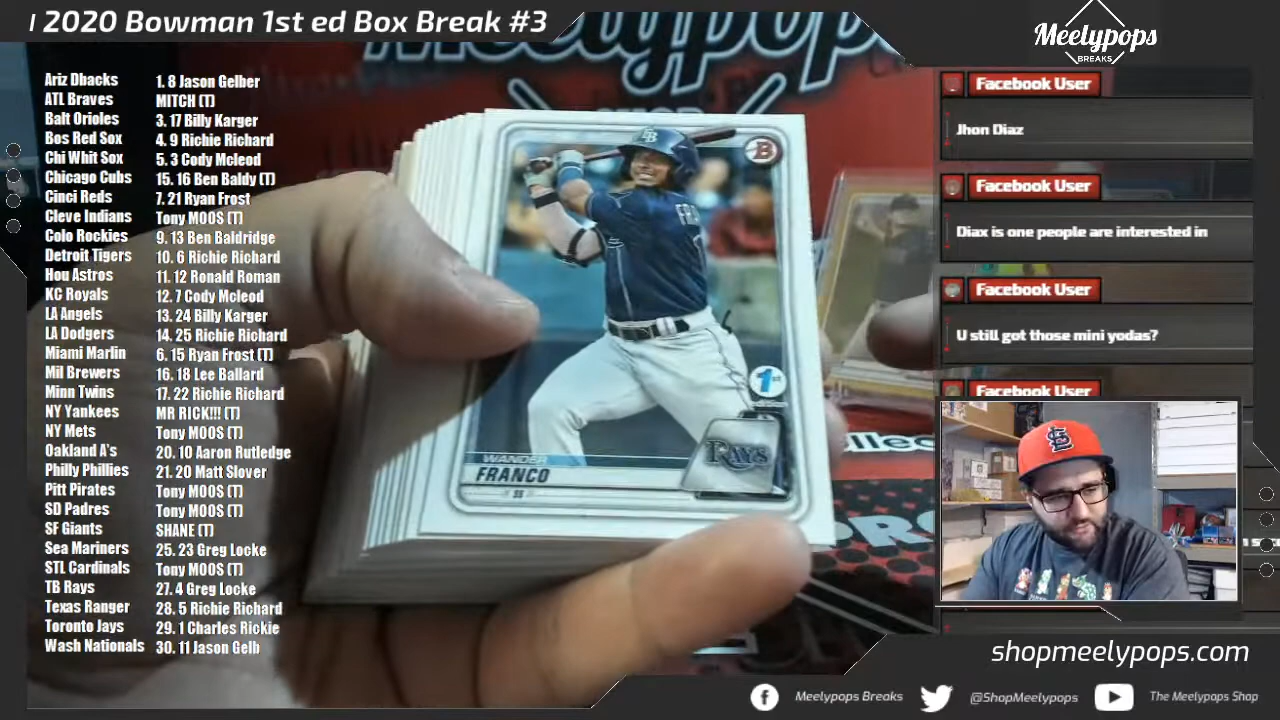 2020 Bowman 1st ed Box Break #3
Meelypops
BREAKS
Ariz Dbacks 1. 8 Jason Gelber
ATL Braves MITCH (T)
Balt Orioles 3. 17 Billy Karger
Bos Red Sox 4. 9 Richie Richard
Chi Whit Sox 5. 3 Cody Mcleod
Chicago Cubs 15. 16 Ben Baldy (T)
Cinci Reds 7. 21 Ryan Frost
Cleve Indians Tony MOOS (T)
Colo Rockies 9. 13 Ben Baldridge
Detroit Tigers 10. 6 Richie Richard
Hou Astros 11. 12 Ronald Roman
KC Royals 12. 7 Cody Mcleod
LA Angels 13. 24 Billy Karger
LA Dodgers 14. 25 Richie Richard
Miami Marlin 6. 15 Ryan Frost (T)
Mil Brewers 16. 18 Lee Ballard
Minn Twins 17. 22 Richie Richard
NY Yankees MR RICK!!! (T)
NY Mets Tony MOOS (T)
Oakland A's 20. 10 Aaron Rutledge
Philly Phillies 21. 20 Matt Slover
Pitt Pirates Tony MOOS (T)
SD Padres Tony MOOS (T)
SF Giants SHANE (T)
Sea Mariners 25. 23 Greg Locke
STL Cardinals Tony MOOS (T)
TB Rays 27. 4 Greg Locke
Texas Ranger 28. 5 Richie Richard
Toronto Jays 29. 1 Charles Rickie
Wash Nationals 30. 11 Jason Gelb
Meelypops
B
FRA
1st
RAYS
WANDER
FRANCO
SS
Facebook User
Jhon Diaz
Facebook User
Diax is one people are interested in
Facebook User
U still got those mini yodas?
Facebook User
shopmeelypops.com
Meelypops Breaks
@ShopMeelypops
The Meelypops Shop